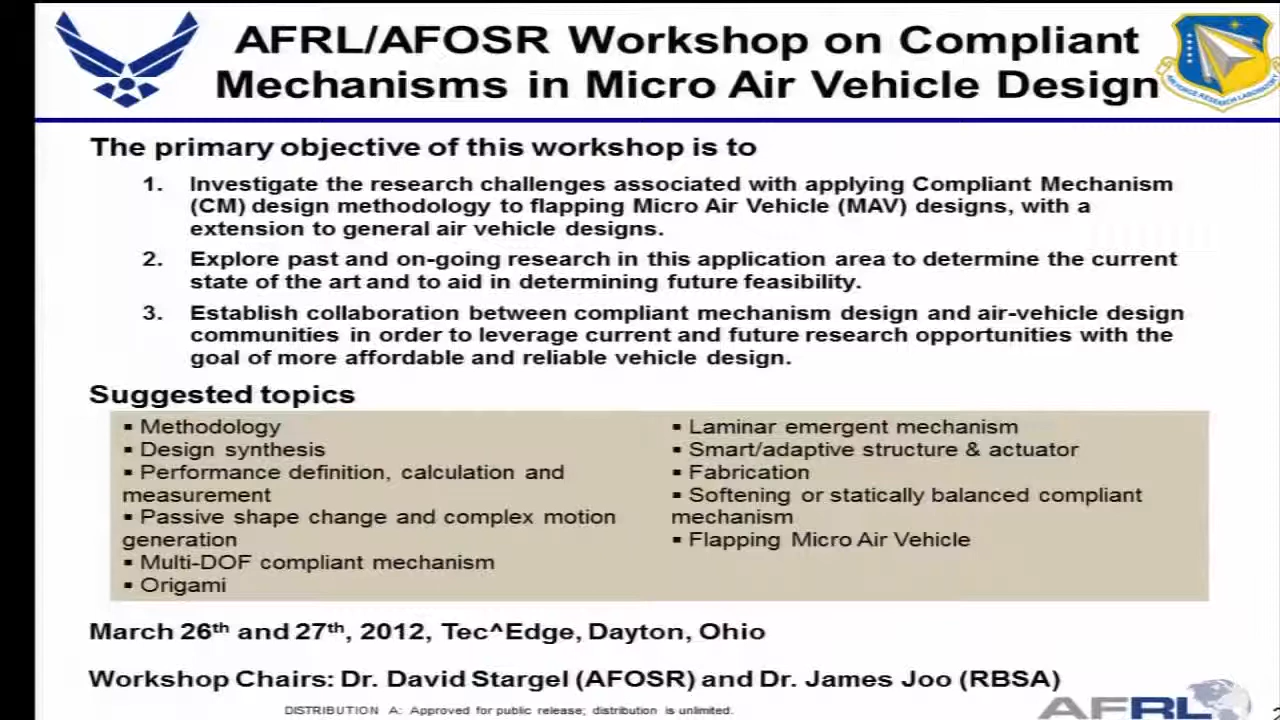 AFRL/AFOSR Workshop on Compliant
Mechanisms in Micro Air Vehicle Design
AIR FORCE RESEARCH LABORATORY
The primary objective of this workshop is to
1. Investigate the research challenges associated with applying Compliant Mechanism
(CM) design methodology to flapping Micro Air Vehicle (MAV) designs, with a
extension to general air vehicle designs.
2. Explore past and on-going research in this application area to determine the current
state of the art and to aid in determining future feasibility.
3. Establish collaboration between compliant mechanism design and air-vehicle design
communities in order to leverage current and future research opportunities with the
goal of more affordable and reliable vehicle design.
Suggested topics
▪ Methodology
▪ Design synthesis
▪ Performance definition, calculation and
measurement
▪ Passive shape change and complex motion
generation
▪ Multi-DOF compliant mechanism
▪ Origami
▪ Laminar emergent mechanism
▪ Smart/adaptive structure & actuator
▪ Fabrication
▪ Softening or statically balanced compliant
mechanism
▪ Flapping Micro Air Vehicle
March 26th and 27th, 2012, Tec^Edge, Dayton, Ohio
Workshop Chairs: Dr. David Stargel (AFOSR) and Dr. James Joo (RBSA)
DISTRIBUTION A: Approved for public release; distribution is unlimited.
AFRL